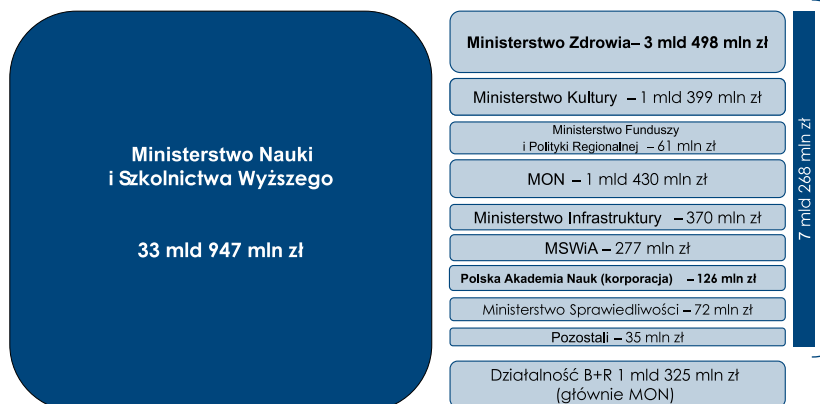 Ministerstwo Nauki
i Szkolnictwa Wyższego
33 mld 947 mln zł
Ministerstwo Zdrowia– 3 mld 498 mln zł
Ministerstwo Kultury – 1 mld 399 mln zł
Ministerstwo Funduszy
i Polityki Regionalnej – 61 mln zł
MON – 1 mld 430 mln zł
Ministerstwo Infrastruktury – 370 mln zł
MSWiA – 277 mln zł
Polska Akademia Nauk (korporacja) – 126 mln zł
Ministerstwo Sprawiedliwości – 72 mln zł
Pozostali – 35 mln zł
Działalność B+R 1 mld 325 mln zł
(głównie MON)
7 mld 268 mln zł